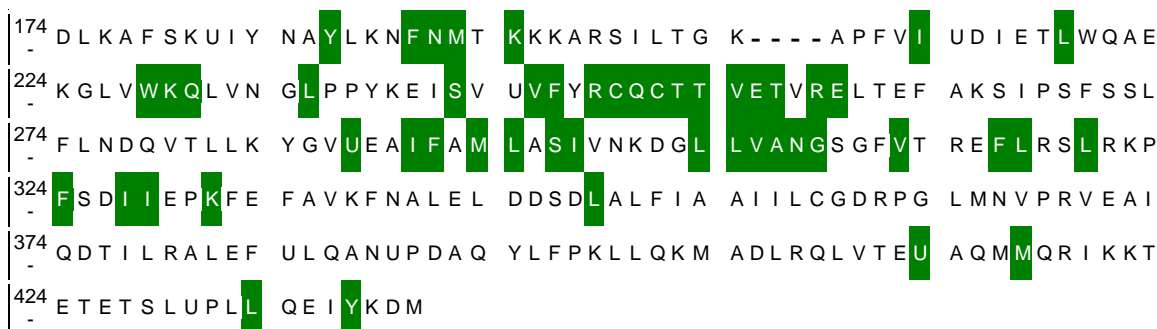 174 - DLKAFSKUIY NAYLKNFNMT KKKARSILTG K----APFVI UDIETLWQAE
224 - KGLVWKQLVN GLPPYKEISV UVFYRCQCTT VETVRELTEF AKSIPSFSSL
274 - FLNDQVTLLK YGVUEAIFAM LASIVNKDGL LVANGSGFVT REFLRSLRKP
324 - FSDIIEPKFE FAVKFNALEL DDSDLALFIA AIILCGDRPG LMNVPRVEAI
374 - QDTILRALEF ULQANUPDAQ YLFPKLLQKM ADLRQLVTEU AQMMQRIKKT
424 - ETETSLUPLL QEIYKDM